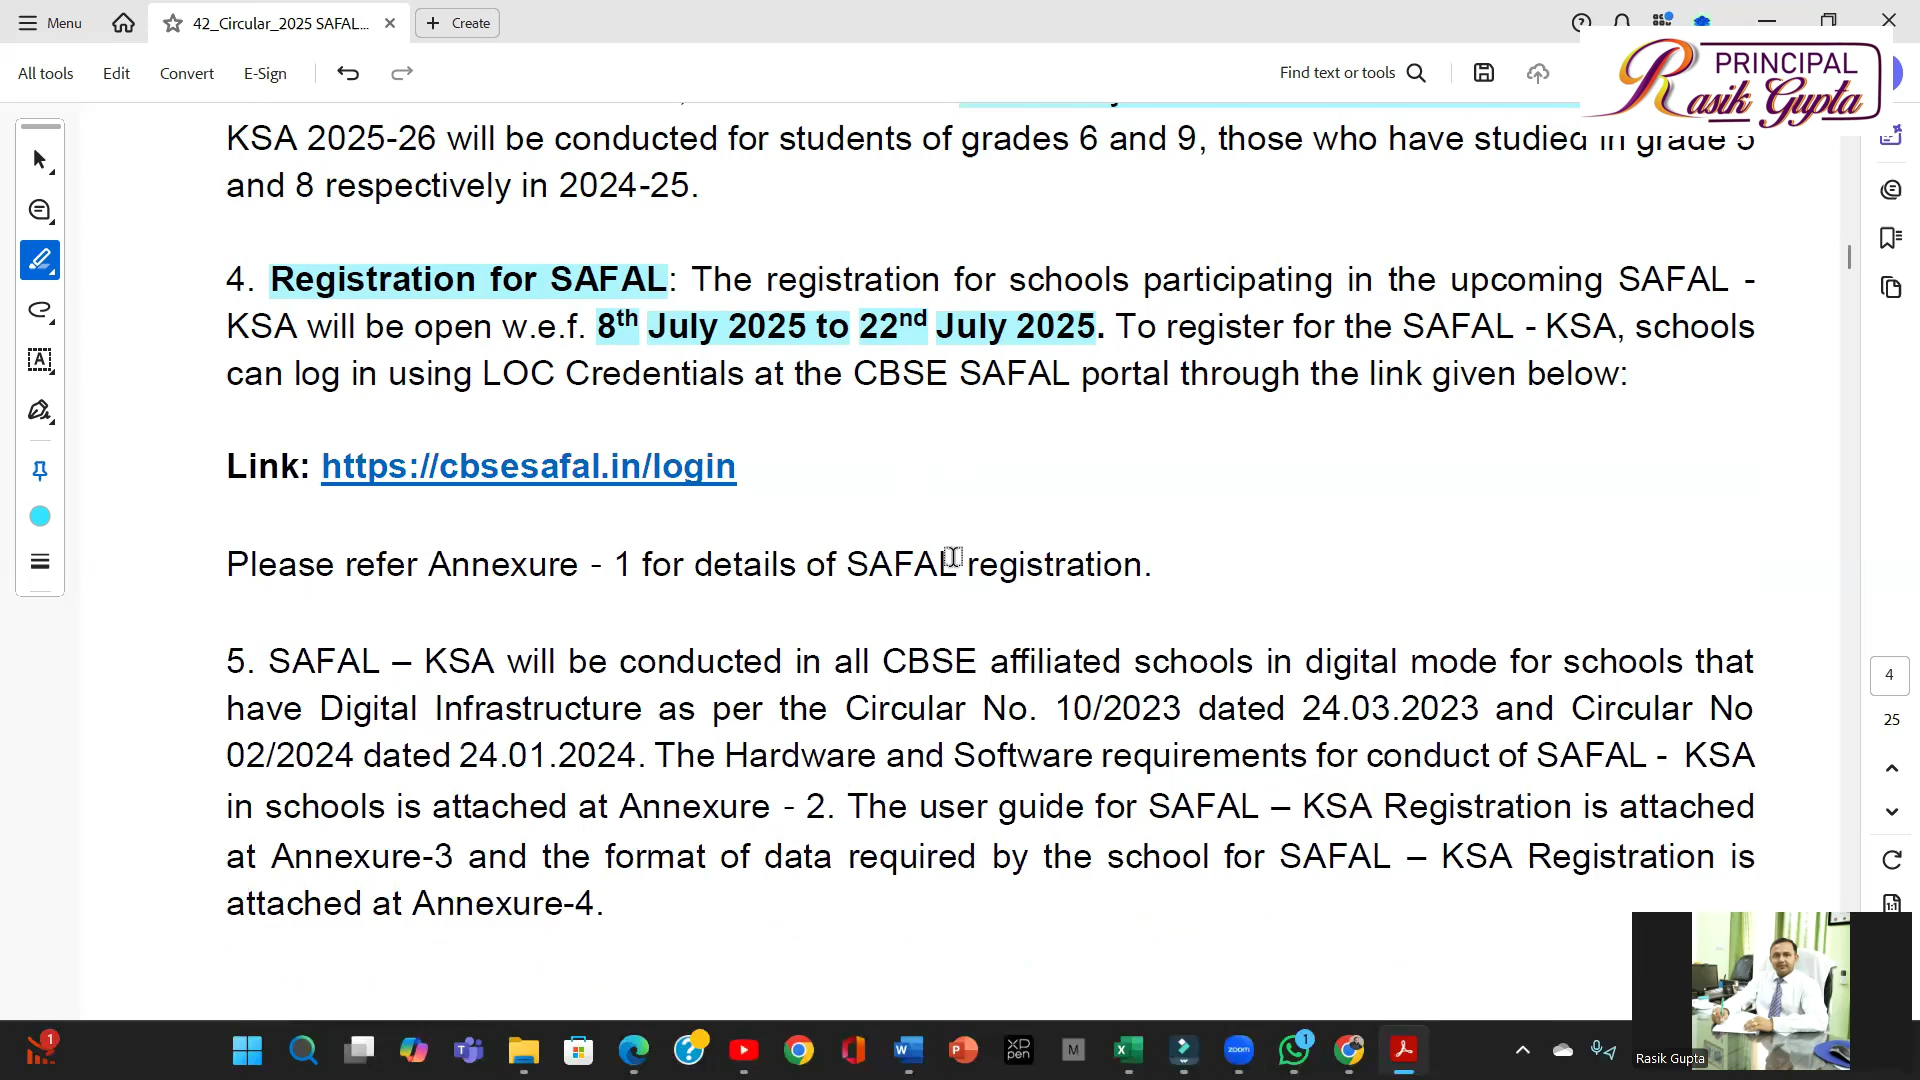 Menu
42_Circular_2025 SAFAL...
Create
All tools
Edit
Convert
E-Sign
Find text or tools
PRINCIPAL
Rasik Gupta
KSA 2025-26 will be conducted for students of grades 6 and 9, those who have studied in grade 5
and 8 respectively in 2024-25.
4. Registration for SAFAL: The registration for schools participating in the upcoming SAFAL -
KSA will be open w.e.f. 8th July 2025 to 22nd July 2025. To register for the SAFAL - KSA, schools
can log in using LOC Credentials at the CBSE SAFAL portal through the link given below:
Link: https://cbsesafal.in/login
Please refer Annexure - 1 for details of SAFAL registration.
5. SAFAL – KSA will be conducted in all CBSE affiliated schools in digital mode for schools that
have Digital Infrastructure as per the Circular No. 10/2023 dated 24.03.2023 and Circular No
02/2024 dated 24.01.2024. The Hardware and Software requirements for conduct of SAFAL - KSA
in schools is attached at Annexure - 2. The user guide for SAFAL – KSA Registration is attached
at Annexure-3 and the format of data required by the school for SAFAL – KSA Registration is
attached at Annexure-4.
4
25
1:1
1
XP
pen
M
zoom
1
Rasik Gupta